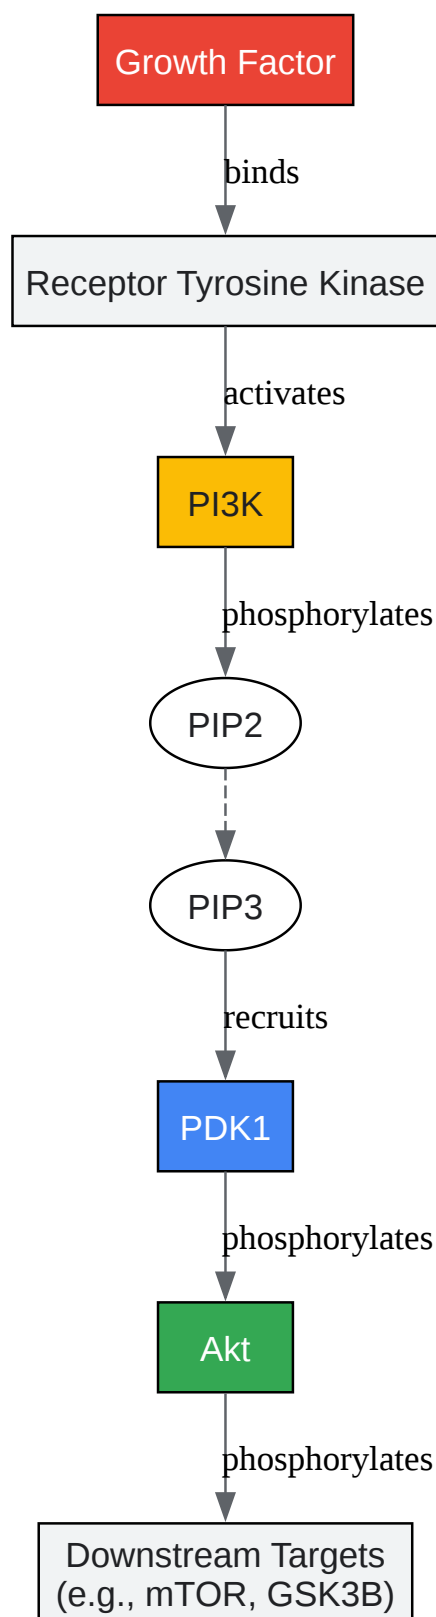 Growth Factor
binds
Receptor Tyrosine Kinase
activates
PI3K
phosphorylates
PIP2
PIP3
recruits
PDK1
phosphorylates
Akt
phosphorylates
Downstream Targets
(e.g., mTOR, GSK3B)